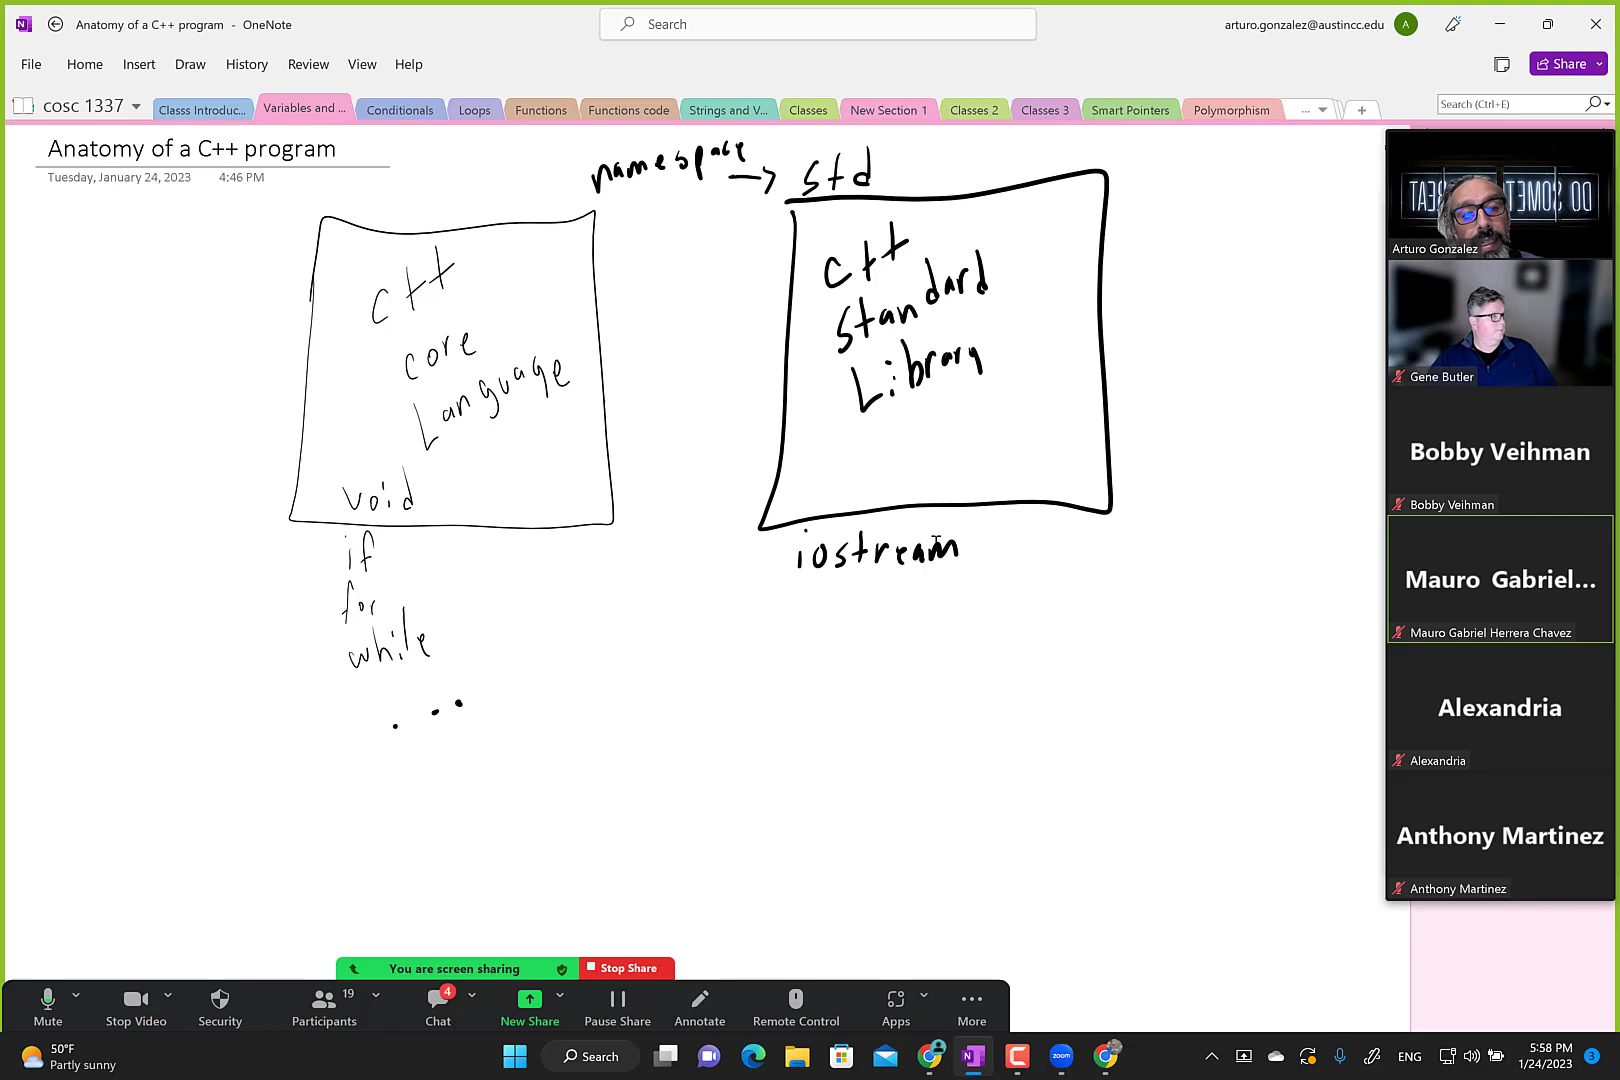 Anatomy of a C++ program - OneNote
Search
arturo.gonzalez@austincc.edu
A
File Home Insert Draw History Review View Help
Share
cosc 1337
Classs Introduc...
Variables and ...
Conditionals
Loops
Functions
Functions code
Strings and V...
Classes
New Section 1
Classes 2
Classes 3
Smart Pointers
Polymorphism
...
Search (Ctrl+E)
Anatomy of a C++ program
Tuesday, January 24, 2023 4:46 PM
namespace → std
C++
core
Language
void
if
for
while
...
C++
Standard
Library
iostream
DO SOMET REAT
Arturo Gonzalez
Gene Butler
Bobby Veihman
Bobby Veihman
Mauro Gabriel...
Mauro Gabriel Herrera Chavez
Alexandria
Alexandria
Anthony Martinez
Anthony Martinez
You are screen sharing
Stop Share
Mute
Stop Video
Security
19
Participants
4
Chat
New Share
Pause Share
Annotate
Remote Control
Apps
More
50°F
Partly sunny
Search
zoom
ENG
5:58 PM
1/24/2023
3